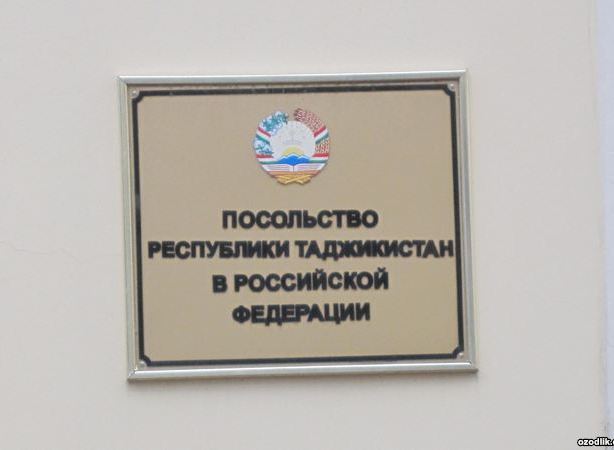 ПОСОЛЬСТВО
РЕСПУБЛИКИ ТАДЖИКИСТАН
В РОССИЙСКОЙ
ФЕДЕРАЦИИ